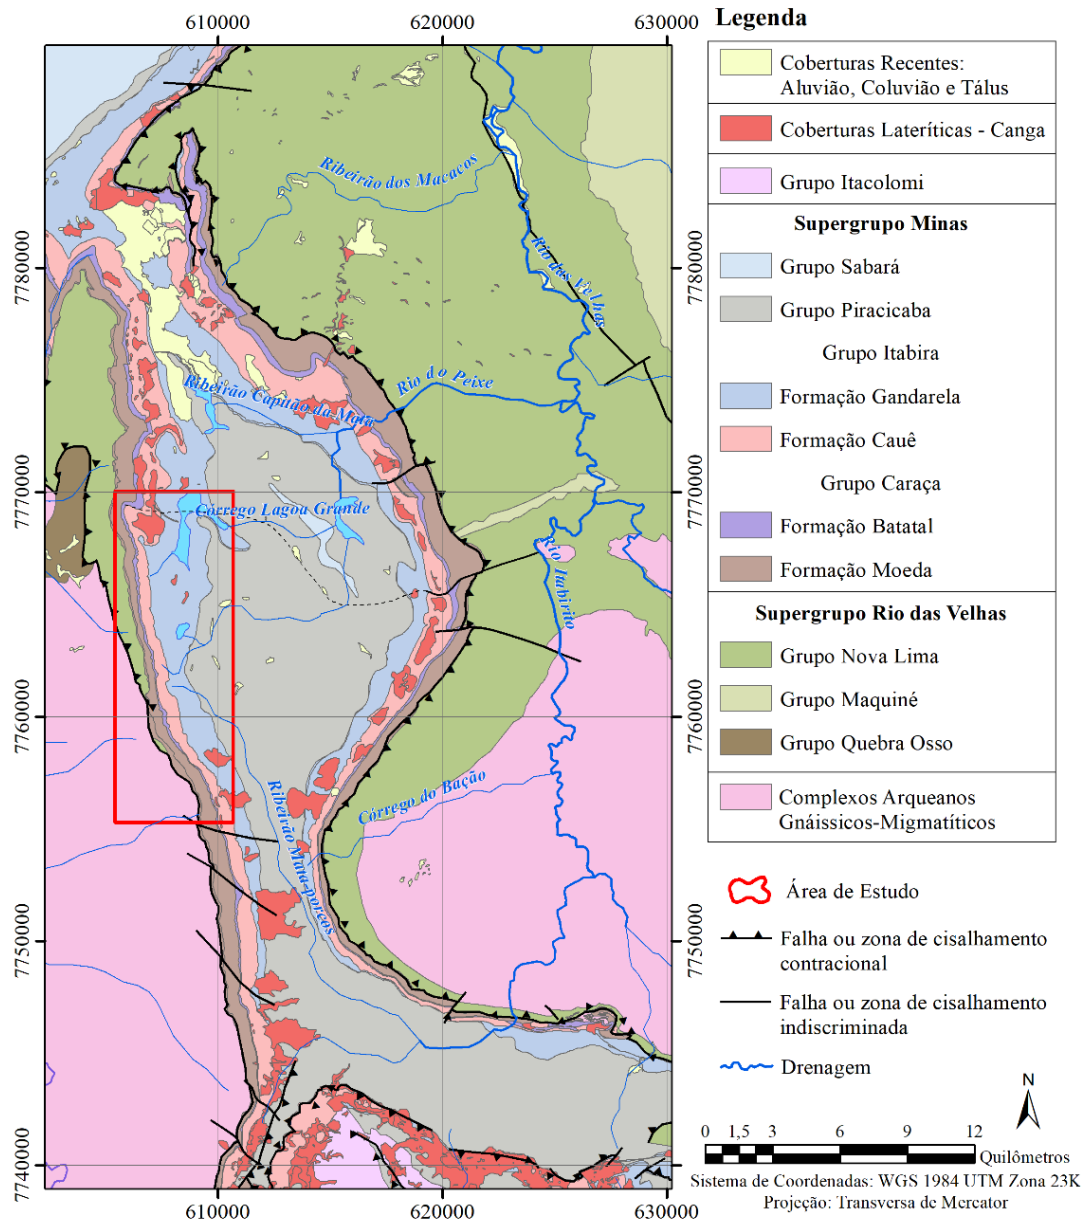 610000
620000
630000
Legenda
Coberturas Recentes:
Aluvião, Coluvião e Tálus
Coberturas Lateríticas - Canga
Grupo Itacolomi
Supergrupo Minas
Grupo Sabará
Grupo Piracicaba
Grupo Itabira
Formação Gandarela
Formação Cauê
Grupo Caraça
Formação Batatal
Formação Moeda
Supergrupo Rio das Velhas
Grupo Nova Lima
Grupo Maquiné
Grupo Quebra Osso
Complexos Arqueanos
Gnáissicos-Migmatíticos
Área de Estudo
Falha ou zona de cisalhamento
contracional
Falha ou zona de cisalhamento
indiscriminada
Drenagem
N
0 1,5 3 6 9 12
Quilômetros
Sistema de Coordenadas: WGS 1984 UTM Zona 23K
Projeção: Transversa de Mercator
7780000
7780000
7770000
7770000
7760000
7760000
7750000
7750000
7740000
7740000
Ribeirão dos Macacos
Rio das Velhas
Rio do Peixe
Ribeirão Capitão da Mata
Córrego Lagoa Grande
Rio Itabirito
Córrego do Bação
Ribeirão Mata-porcos
610000
620000
630000